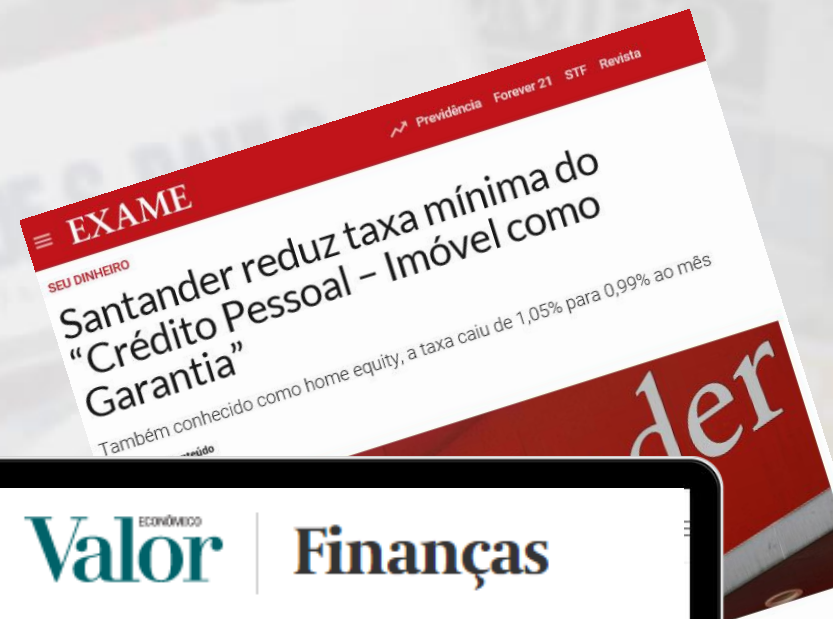 Previdência Forever 21 STF Revista
EXAME
SEU DINHEIRO
Santander reduz taxa mínima do
“Crédito Pessoal – Imóvel como
Garantia”
Também conhecido como home equity, a taxa caiu de 1,05% para 0,99% ao mês
der
Valor ECONÔMICO
Finanças